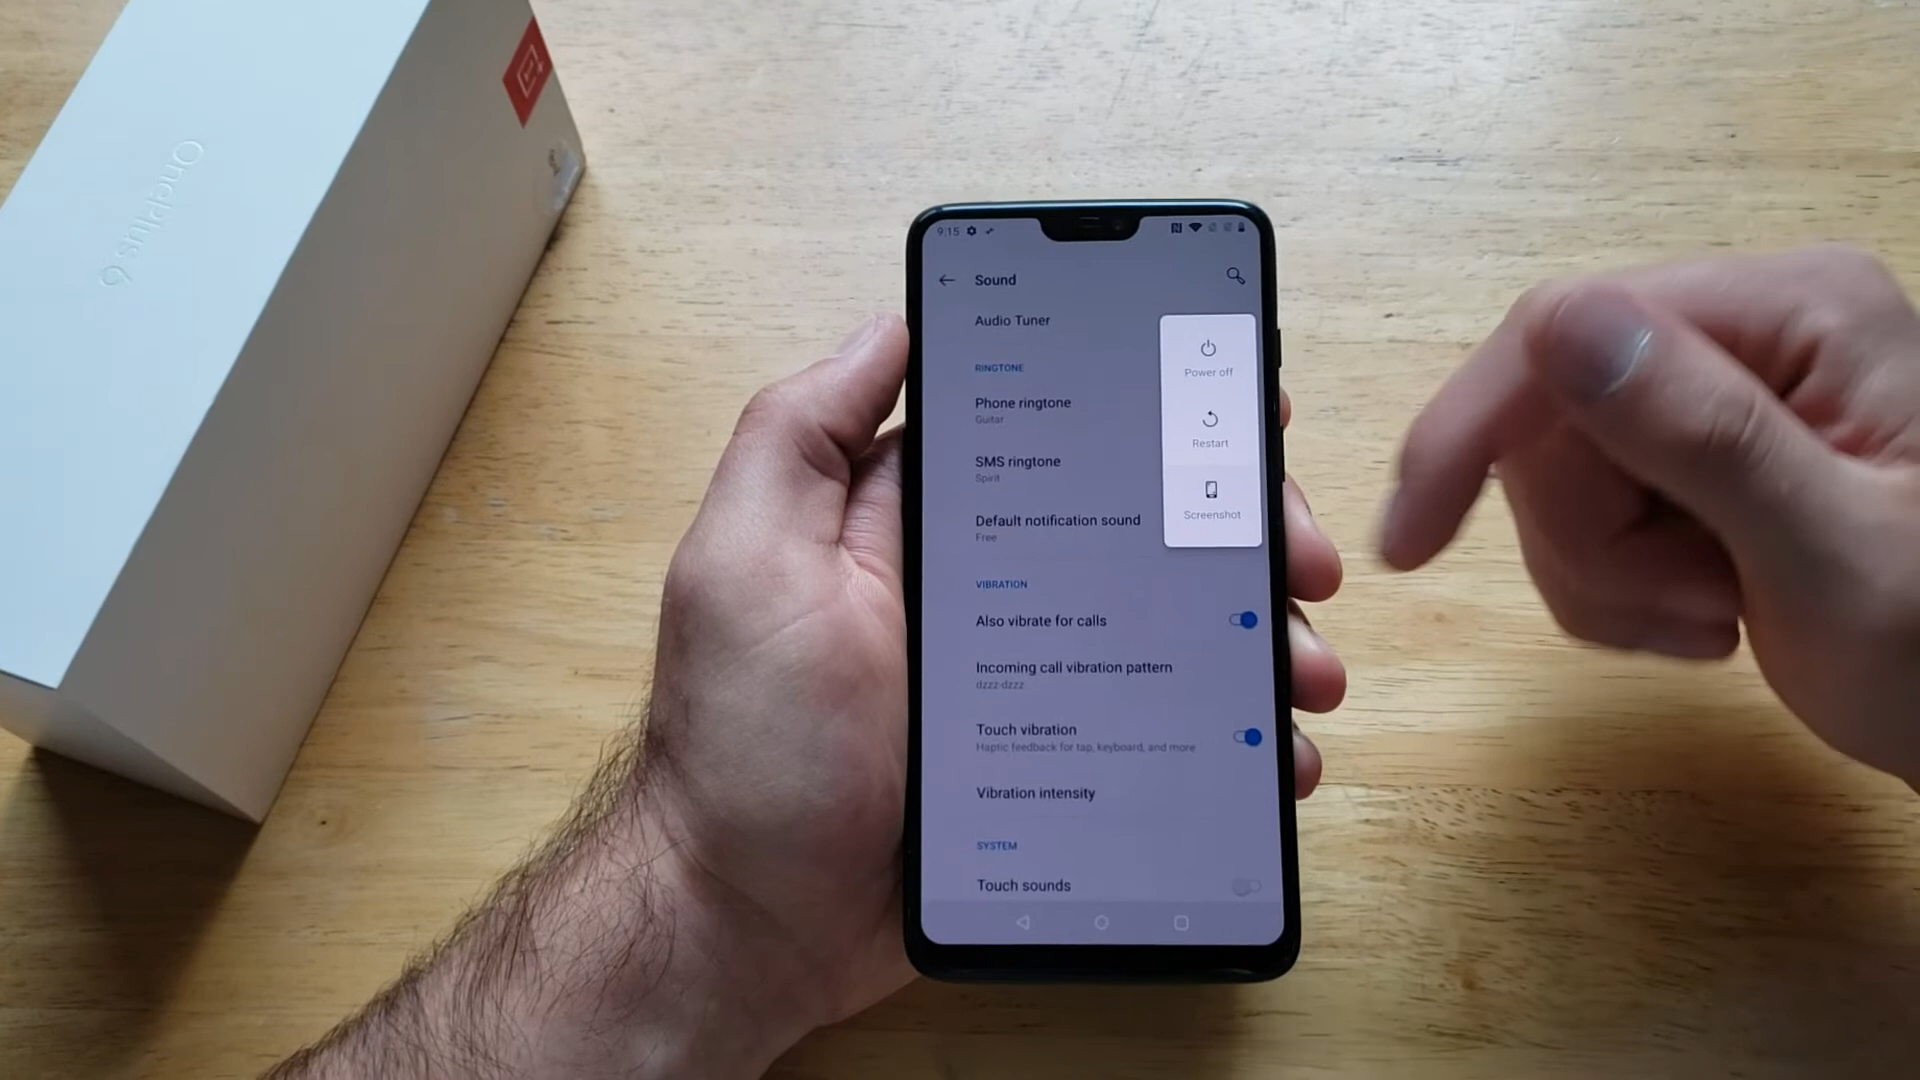 OnePlus 6
9:15
Sound
Audio Tuner
Power off
RINGTONE
Phone ringtone
Guitar
Restart
SMS ringtone
Spirit
Screenshot
Default notification sound
Free
VIBRATION
Also vibrate for calls
Incoming call vibration pattern
dzzz-dzzz
Touch vibration
Haptic feedback for tap, keyboard, and more
Vibration intensity
SYSTEM
Touch sounds